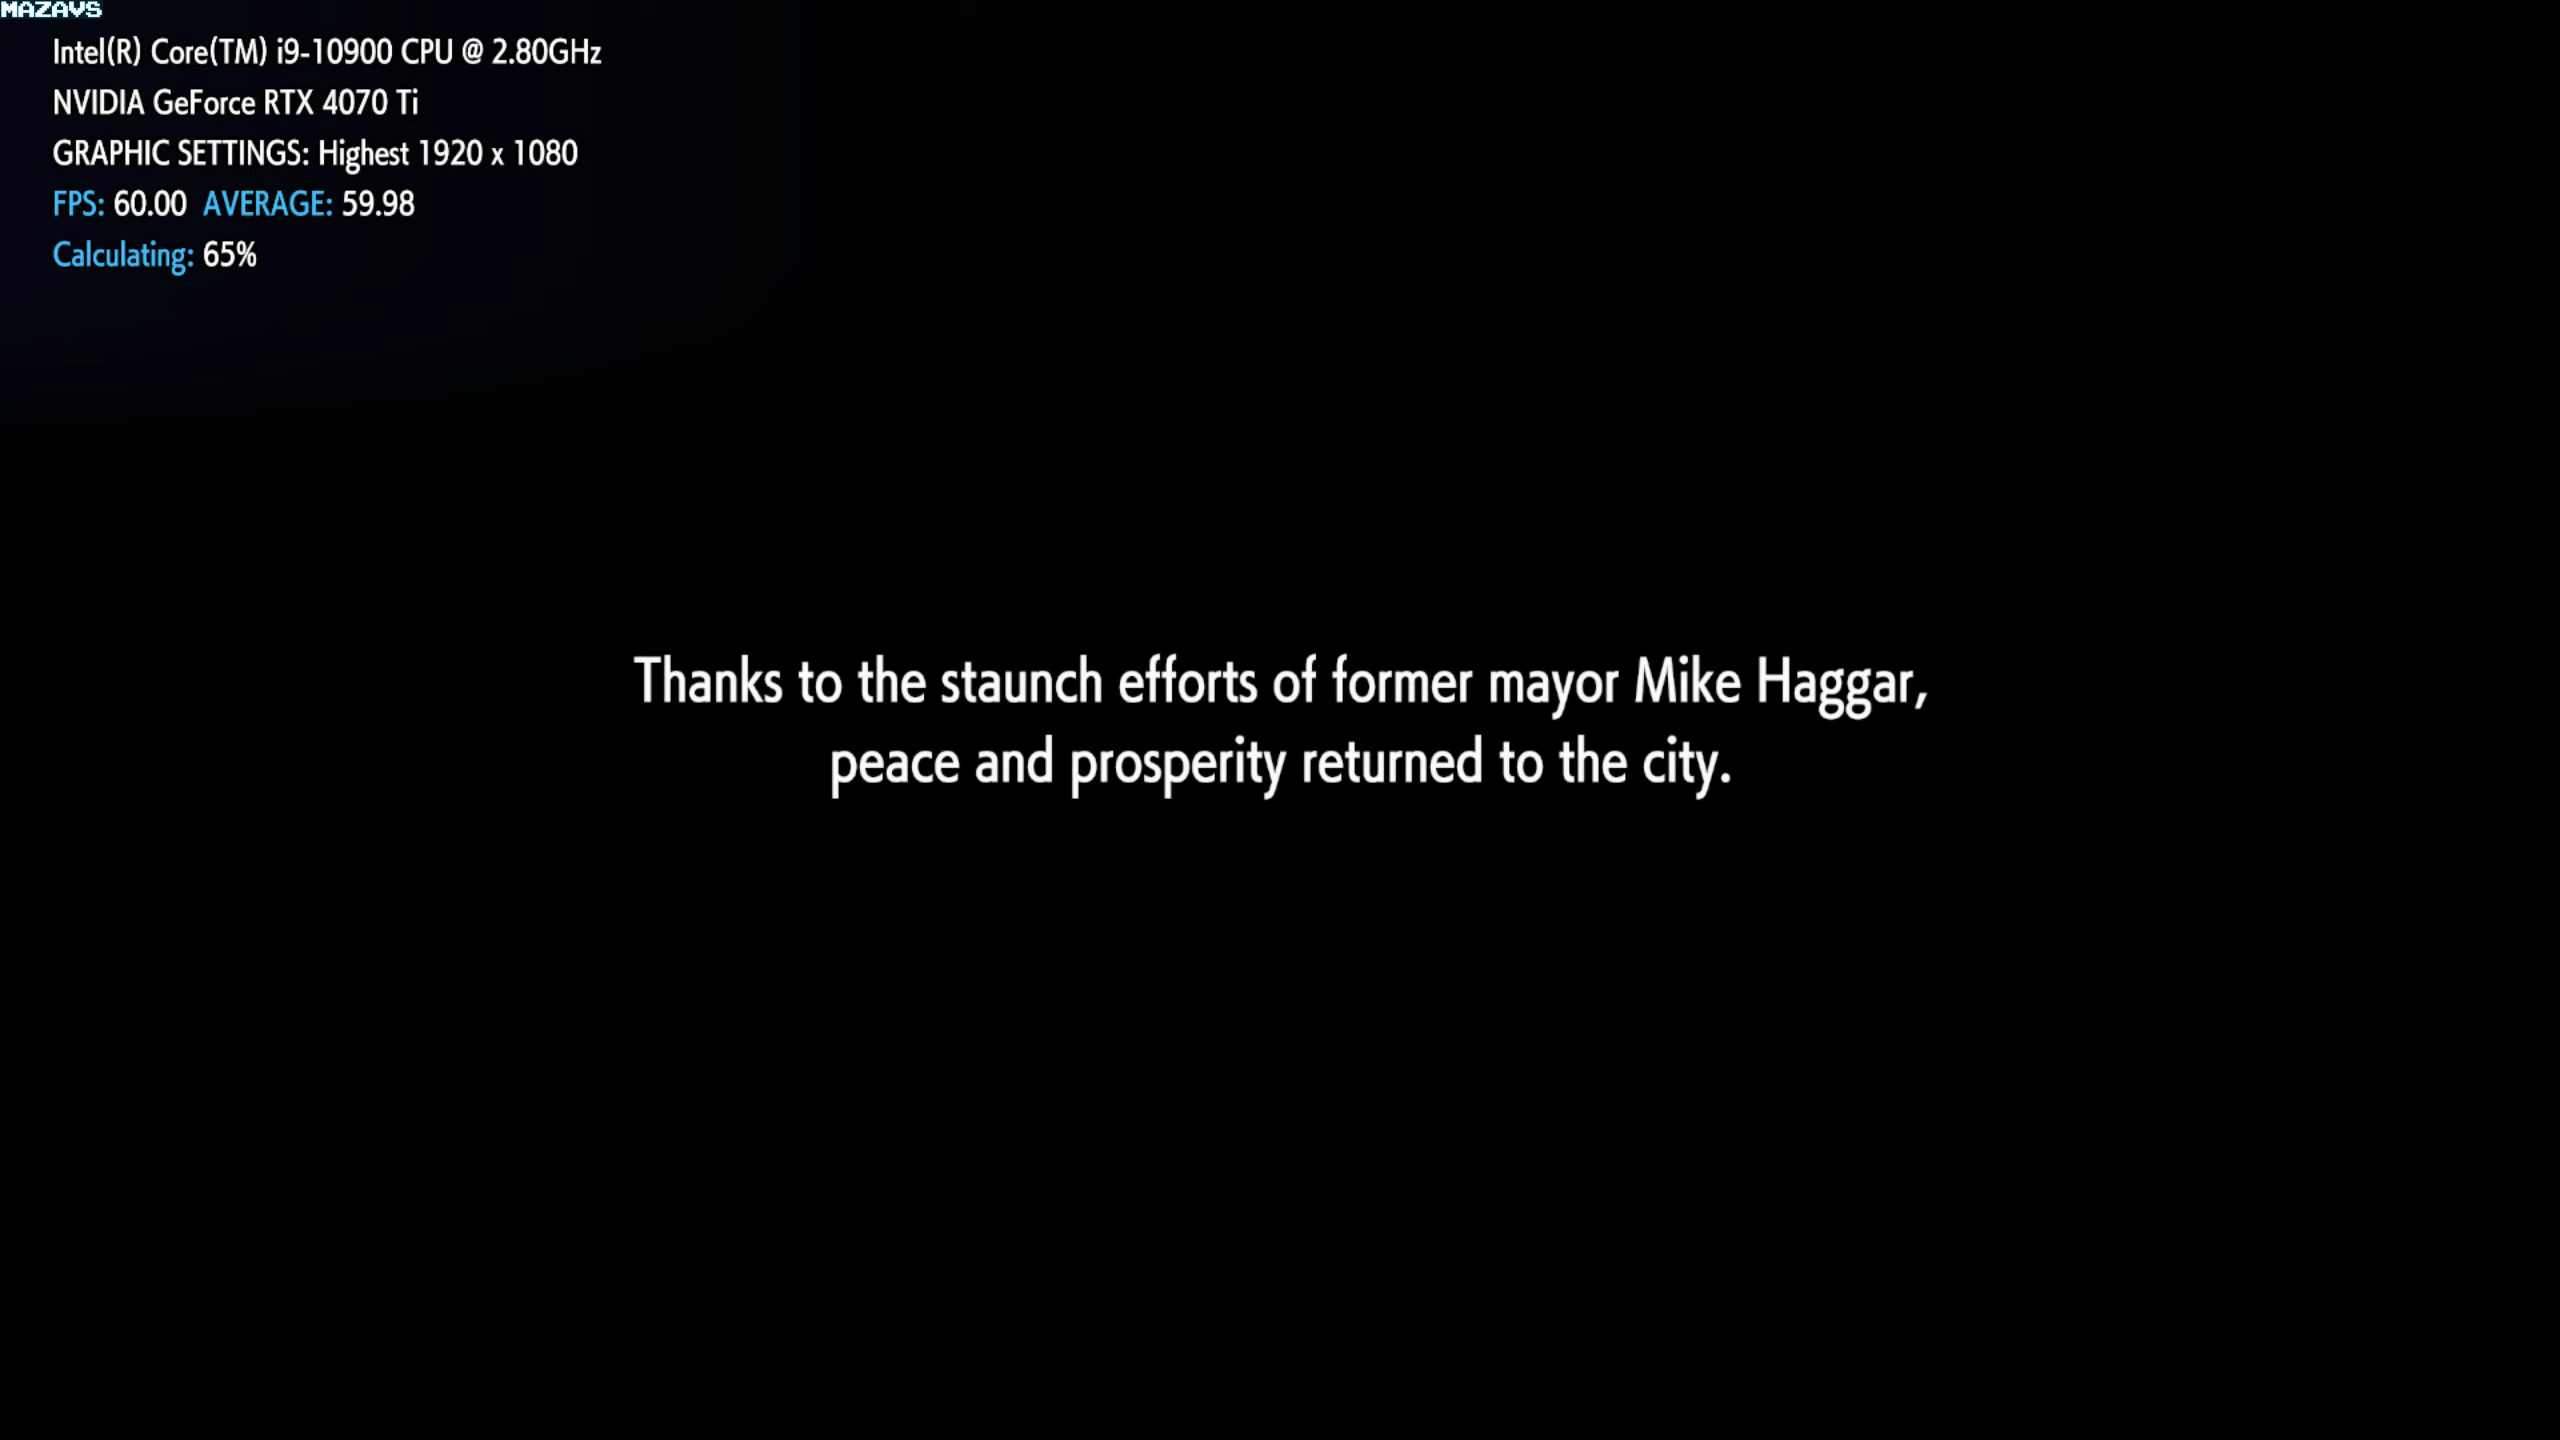 MAZAVS
Intel(R) Core(TM) i9-10900 CPU @ 2.80GHz
NVIDIA GeForce RTX 4070 Ti
GRAPHIC SETTINGS: Highest 1920 x 1080
FPS: 60.00 AVERAGE: 59.98
Calculating: 65%
Thanks to the staunch efforts of former mayor Mike Haggar,
peace and prosperity returned to the city.